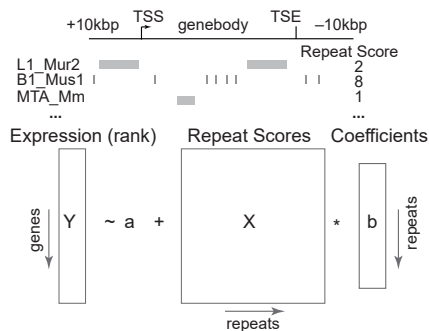 +10kbp TSS genebody TSE –10kbp
Repeat Score
L1_Mur2 2
B1_Mus1 8
MTA_Mm 1
... ...
Expression (rank) Repeat Scores Coefficients
genes Y ~ a + X * b repeats
repeats